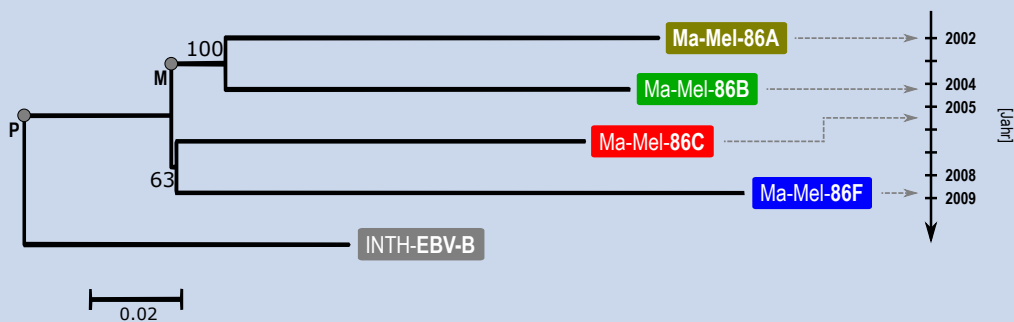 100
Ma-Mel-86A
2002
M
Ma-Mel-86B
2004
2005
[Jahr]
P
Ma-Mel-86C
63
Ma-Mel-86F
2008
2009
INTH-EBV-B
0.02